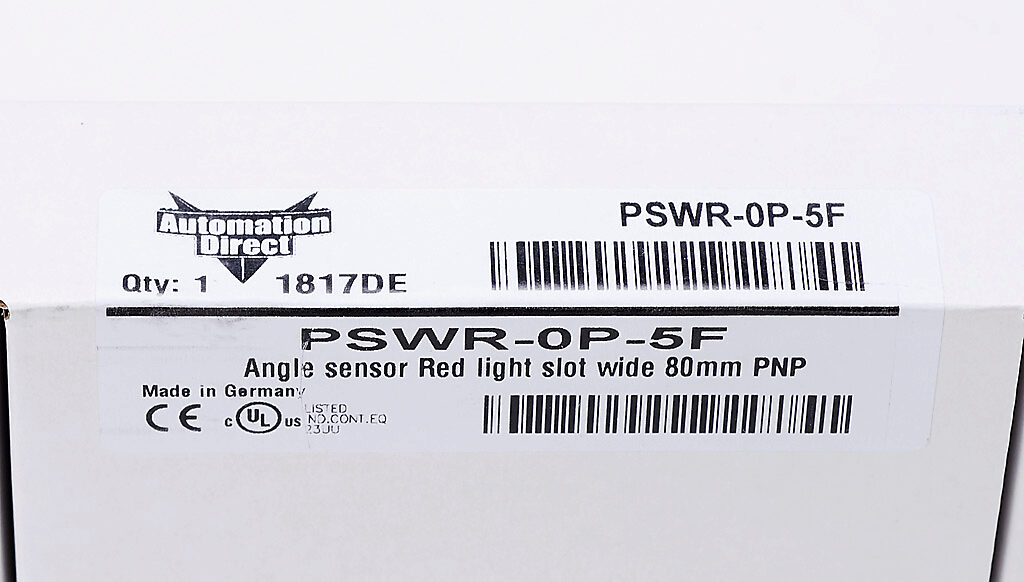 Automation
Direct
PSWR-0P-5F
Qty: 1 1817DE
PSWR-0P-5F
Angle sensor Red light slot wide 80mm PNP
Made in Germany
CE c UL US LISTED
IND.CONT.EQ
23UU